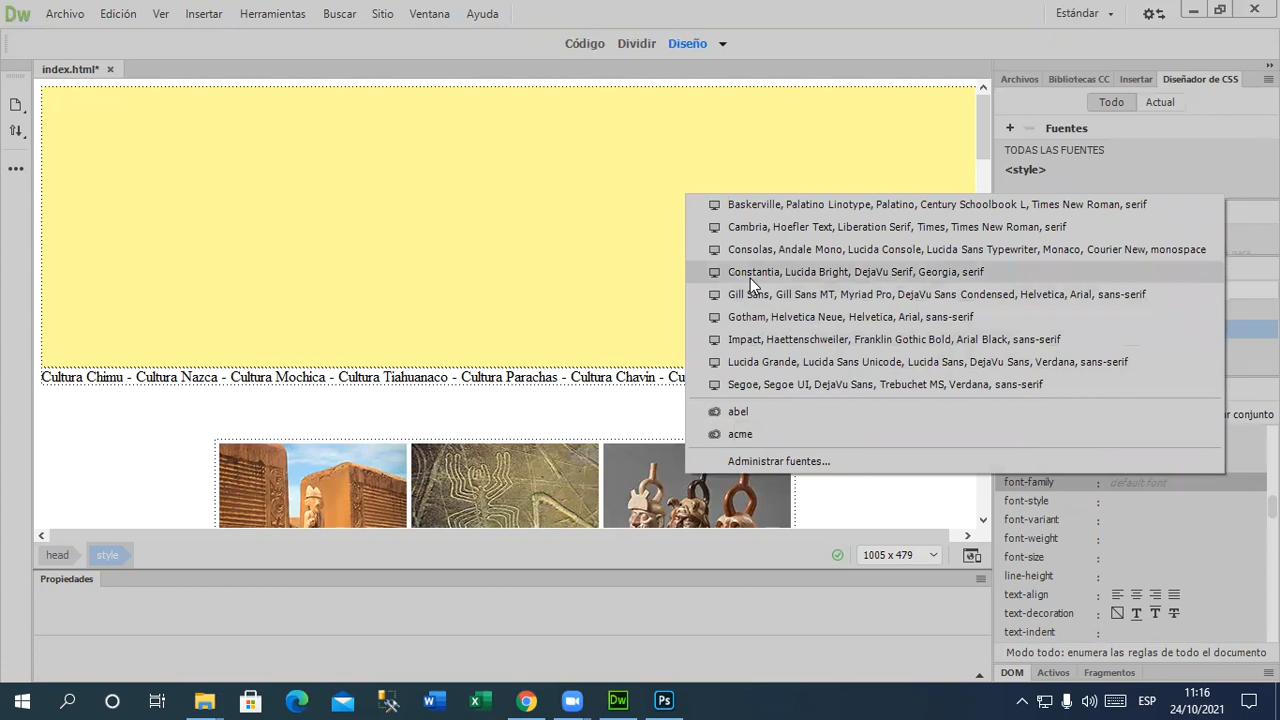 Dw Archivo Edición Ver Insertar Herramientas Buscar Sitio Ventana Ayuda Estándar
Código Dividir Diseño
index.html*
Archivos Bibliotecas CC Insertar Diseñador de CSS
Todo Actual
+ Fuentes
TODAS LAS FUENTES
<style>
Baskerville, Palatino Linotype, Palatino, Century Schoolbook L, Times New Roman, serif
Cambria, Hoefler Text, Liberation Serif, Times, Times New Roman, serif
Consolas, Andale Mono, Lucida Console, Lucida Sans Typewriter, Monaco, Courier New, monospace
Constantia, Lucida Bright, DejaVu Serif, Georgia, serif
Gill Sans, Gill Sans MT, Myriad Pro, DejaVu Sans Condensed, Helvetica, Arial, sans-serif
Gotham, Helvetica Neue, Helvetica, Arial, sans-serif
Impact, Haettenschweiler, Franklin Gothic Bold, Arial Black, sans-serif
Lucida Grande, Lucida Sans Unicode, Lucida Sans, DejaVu Sans, Verdana, sans-serif
Segoe, Segoe UI, DejaVu Sans, Trebuchet MS, Verdana, sans-serif
abel
acme
Administrar fuentes...
Cultura Chimu - Cultura Nazca - Cultura Mochica - Cultura Tiahuanaco - Cultura Parachas - Cultura Chavin - Cu
ar conjunto
font-family : default font
font-style :
font-variant :
font-weight :
font-size :
line-height :
text-align :
text-decoration :
text-indent :
head style 1005 x 479
Propiedades
Modo todo: enumera las reglas de todo el documento
DOM Activos Fragmentos
Dw Ps
ESP
11:16
24/10/2021